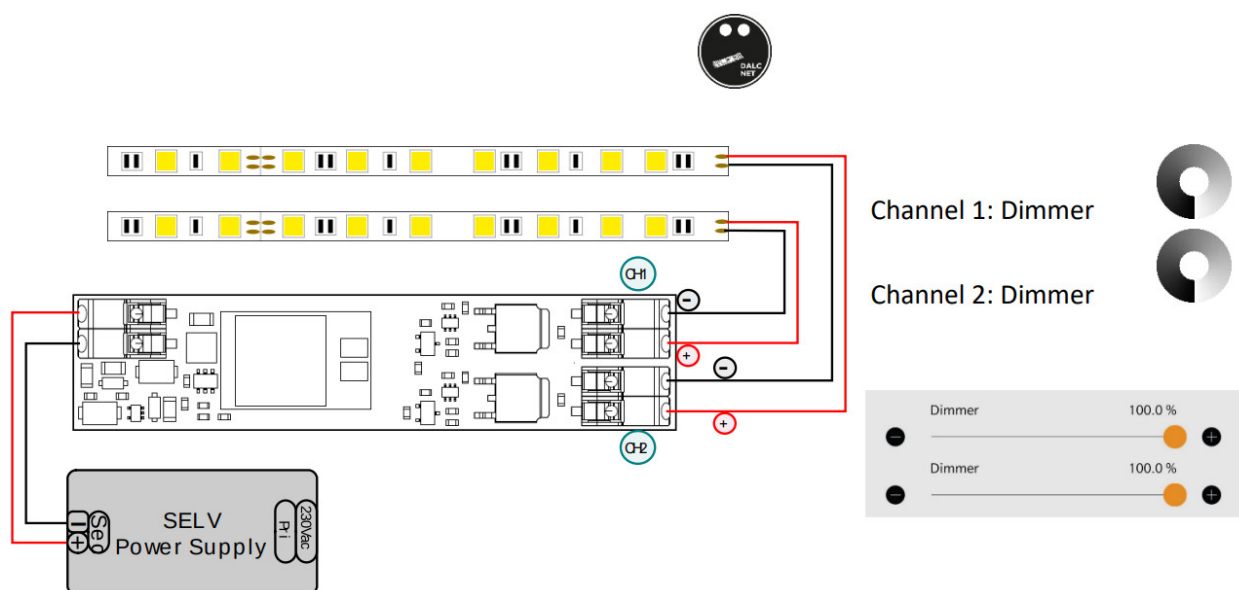 DALC
NET
Channel 1: Dimmer
CH1
Channel 2: Dimmer
−
+
−
+
CH2
Dimmer 100.0 %
− +
Dimmer 100.0 %
− +
SELV
Power Supply
−
+
Sec
Pri
230Vac